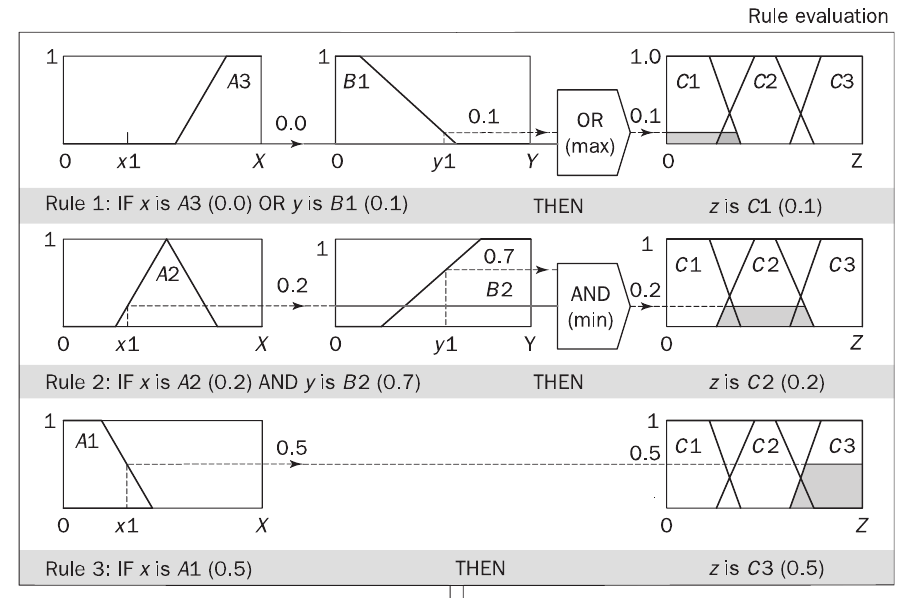 Rule evaluation
1 A3 0.0 1 B1 0.1 OR (max) 0.1 1.0 C1 C2 C3
0 x1 X 0 y1 Y 0 Z
Rule 1: IF x is A3 (0.0) OR y is B1 (0.1) THEN z is C1 (0.1)
1 A2 0.2 1 0.7 B2 AND (min) 0.2 1 C1 C2 C3
0 x1 X 0 y1 Y 0 Z
Rule 2: IF x is A2 (0.2) AND y is B2 (0.7) THEN z is C2 (0.2)
1 A1 0.5 1 0.5 C1 C2 C3
0 x1 X 0 Z
Rule 3: IF x is A1 (0.5) THEN z is C3 (0.5)